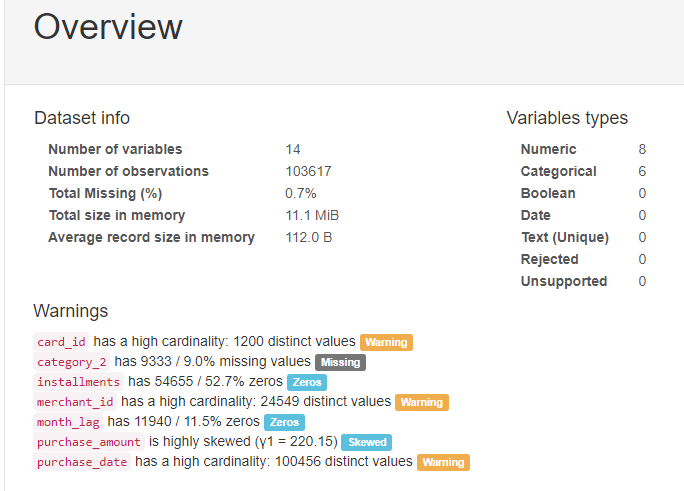 Overview
Dataset info
Number of variables 14
Number of observations 103617
Total Missing (%) 0.7%
Total size in memory 11.1 MiB
Average record size in memory 112.0 B
Variables types
Numeric 8
Categorical 6
Boolean 0
Date 0
Text (Unique) 0
Rejected 0
Unsupported 0
Warnings
card_id has a high cardinality: 1200 distinct values Warning
category_2 has 9333 / 9.0% missing values Missing
installments has 54655 / 52.7% zeros Zeros
merchant_id has a high cardinality: 24549 distinct values Warning
month_lag has 11940 / 11.5% zeros Zeros
purchase_amount is highly skewed (γ1 = 220.15) Skewed
purchase_date has a high cardinality: 100456 distinct values Warning